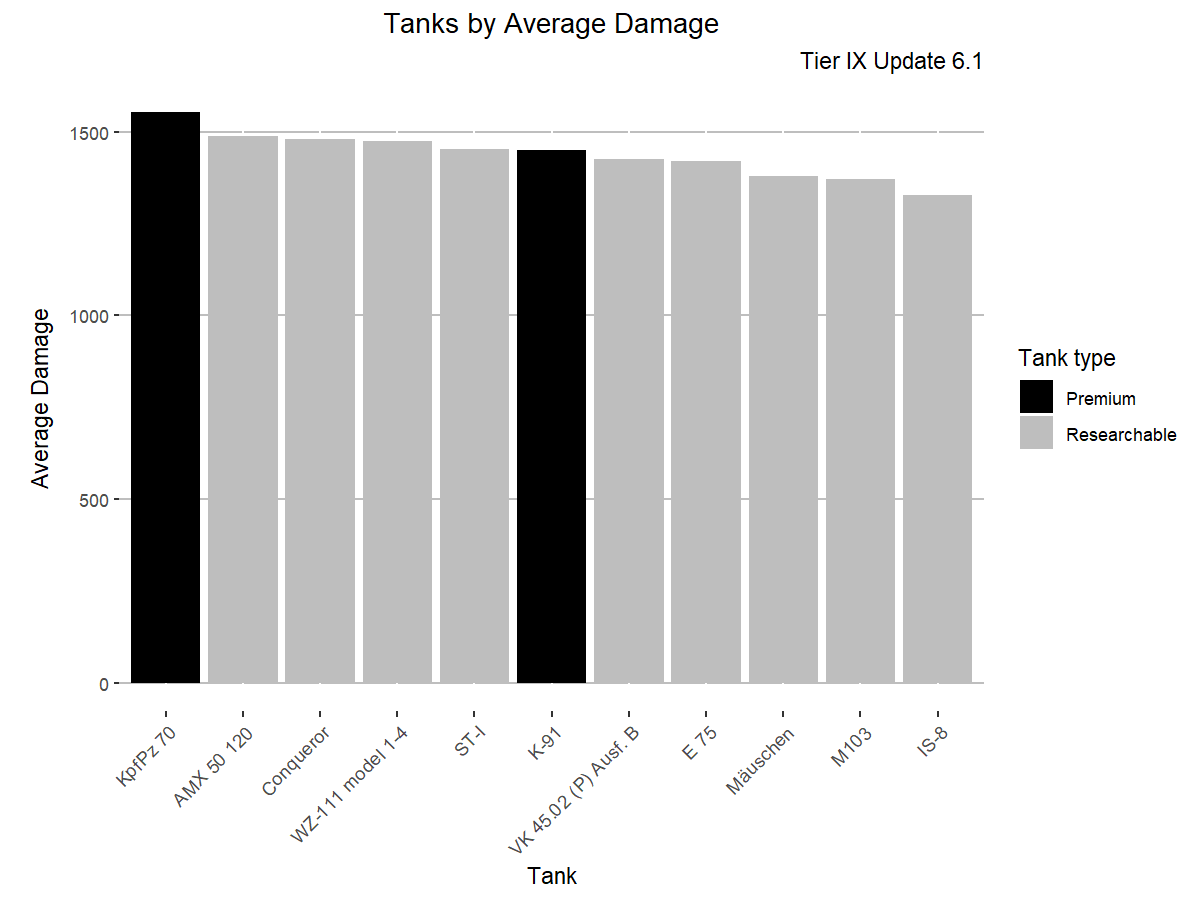 Tanks by Average Damage
Tier IX Update 6.1
Average Damage
1500
1000
500
0
KpfPz 70
AMX 50 120
Conqueror
WZ-111 model 1-4
ST-I
K-91
VK 45.02 (P) Ausf. B
E 75
Mäuschen
M103
IS-8
Tank
Tank type
Premium
Researchable